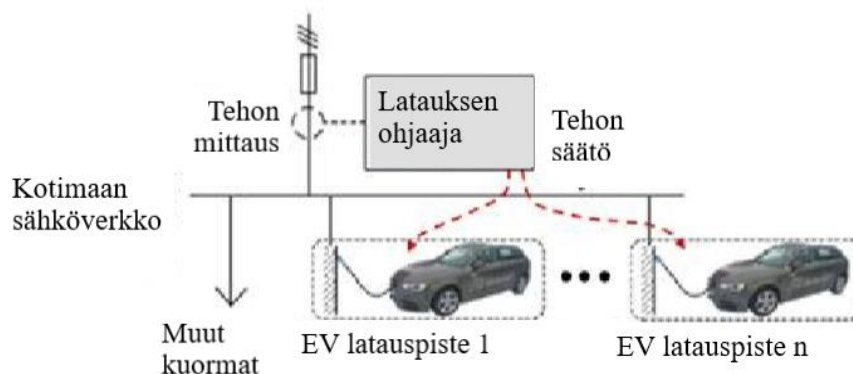 Tehon
mittaus
Latauksen
ohjaaja
Tehon
säätö
Kotimaan
sähköverkko
Muut
kuormat
EV latauspiste 1
EV latauspiste n